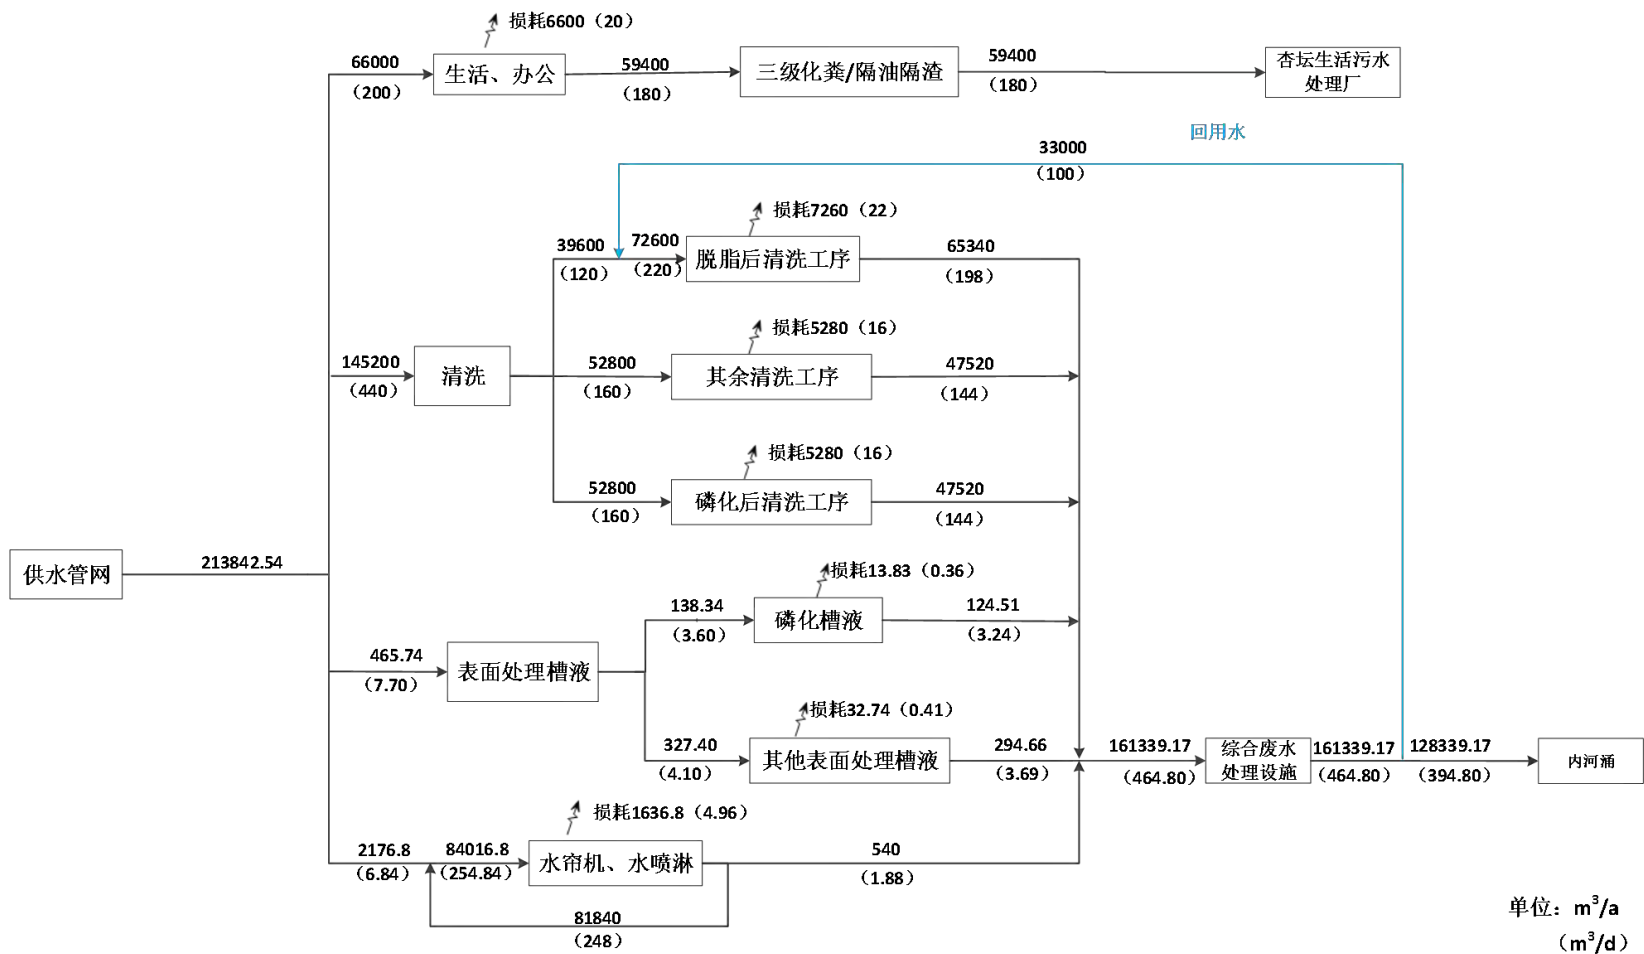 损耗6600（20）
66000
（200）
生活、办公
59400
（180）
三级化粪/隔油隔渣
59400
（180）
杏坛生活污水
处理厂
回用水
33000
（100）
损耗7260（22）
39600
（120）
72600
（220）
脱脂后清洗工序
65340
（198）
损耗5280（16）
145200
（440）
清洗
52800
（160）
其余清洗工序
47520
（144）
损耗5280（16）
52800
（160）
磷化后清洗工序
47520
（144）
供水管网
213842.54
损耗13.83（0.36）
138.34
（3.60）
磷化槽液
124.51
（3.24）
465.74
（7.70）
表面处理槽液
损耗32.74（0.41）
327.40
（4.10）
其他表面处理槽液
294.66
（3.69）
161339.17
（464.80）
综合废水
处理设施
161339.17
（464.80）
128339.17
（394.80）
内河涌
损耗1636.8（4.96）
2176.8
（6.84）
84016.8
（254.84）
水帘机、水喷淋
540
（1.88）
81840
（248）
单位：m³/a
（m³/d）